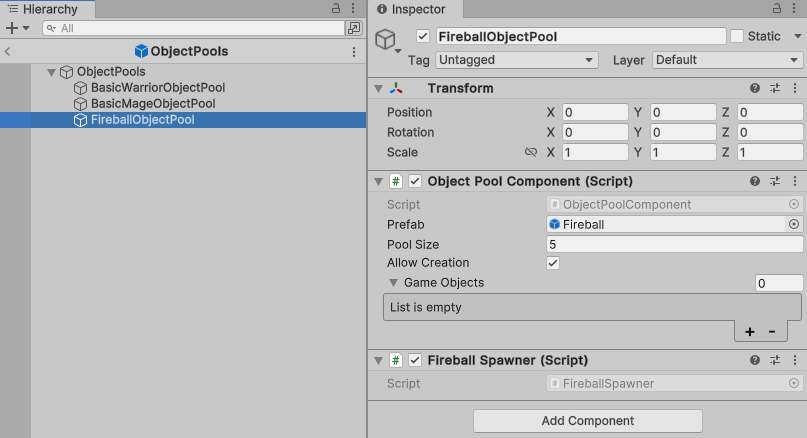 Hierarchy
All
ObjectPools
ObjectPools
BasicWarriorObjectPool
BasicMageObjectPool
FireballObjectPool
Inspector
FireballObjectPool Static
Tag Untagged Layer Default
Transform
Position X 0 Y 0 Z 0
Rotation X 0 Y 0 Z 0
Scale X 1 Y 1 Z 1
# Object Pool Component (Script)
Script # ObjectPoolComponent
Prefab Fireball
Pool Size 5
Allow Creation
Game Objects 0
List is empty
+ -
# Fireball Spawner (Script)
Script # FireballSpawner
Add Component